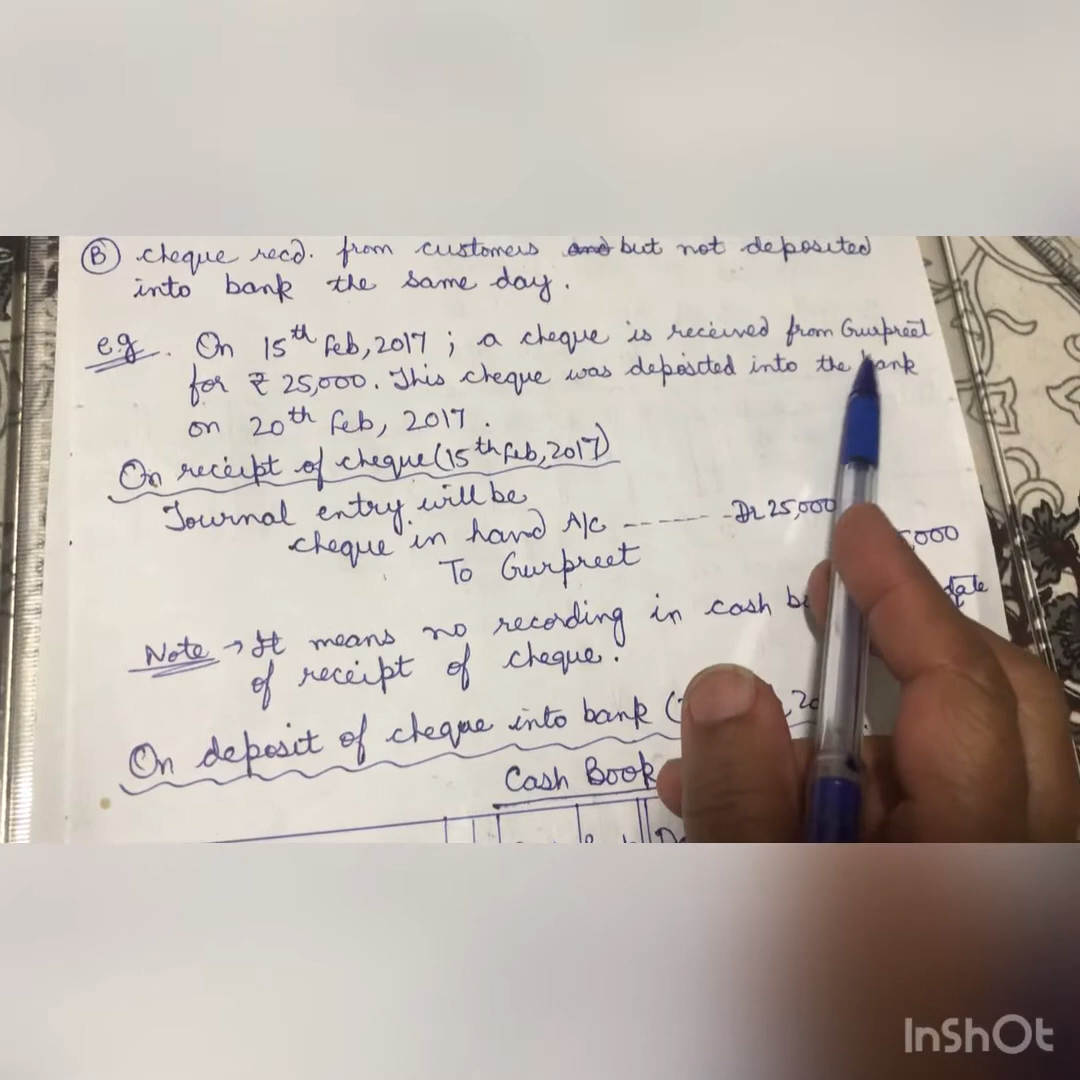 (B) cheque recd. from customers and but not deposited
into bank the same day.
e.g. On 15th Feb, 2017 ; a cheque is received from Gurpreet
for ₹ 25,000. This cheque was deposited into the bank
on 20th Feb, 2017.
On receipt of cheque (15th Feb, 2017)
Journal entry will be
cheque in hand A/c ------- Dr 25,000
To Gurpreet ,000
Note → It means no recording in cash date
of receipt of cheque.
On deposit of cheque into bank (
Cash Book
InShOt